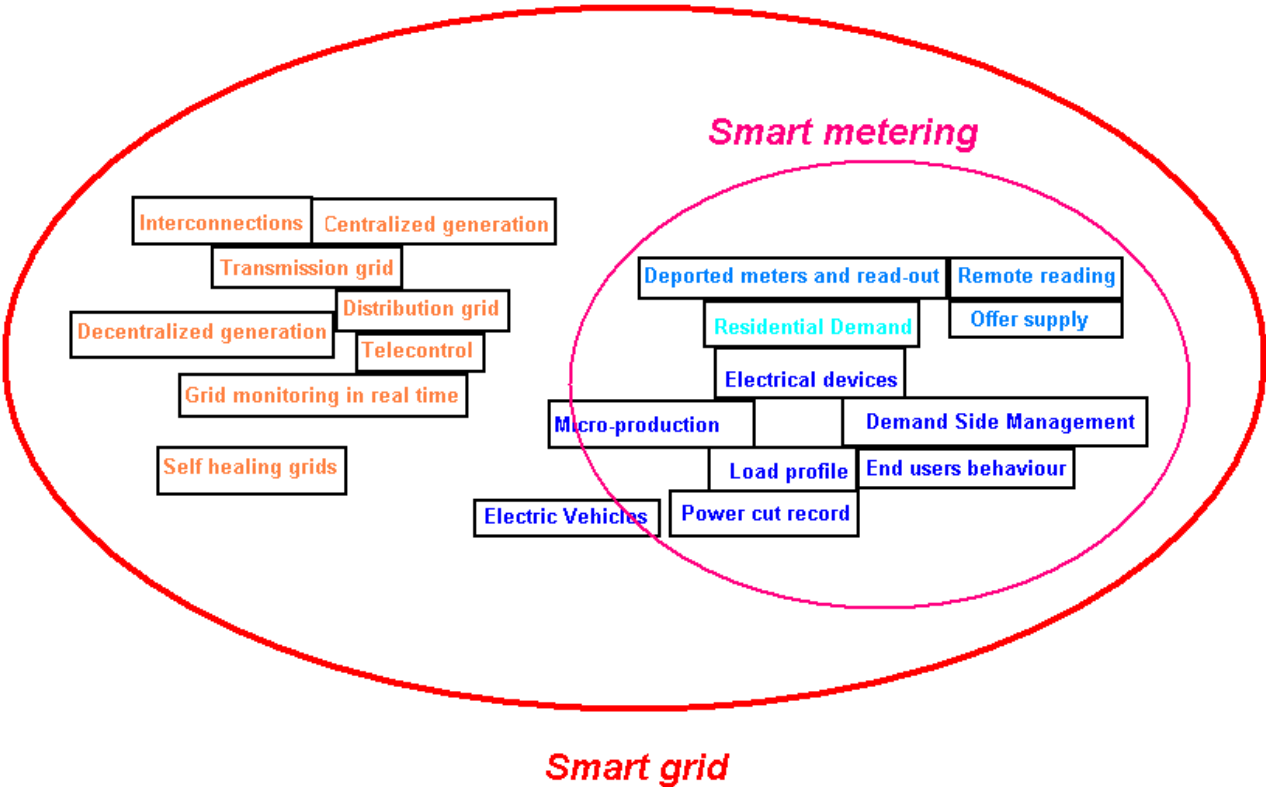 Smart metering
Interconnections
Centralized generation
Transmission grid
Distribution grid
Decentralized generation
Telecontrol
Grid monitoring in real time
Self healing grids
Deported meters and read-out
Remote reading
Residential Demand
Offer supply
Electrical devices
Micro-production
Demand Side Management
Load profile
End users behaviour
Electric Vehicles
Power cut record
Smart grid